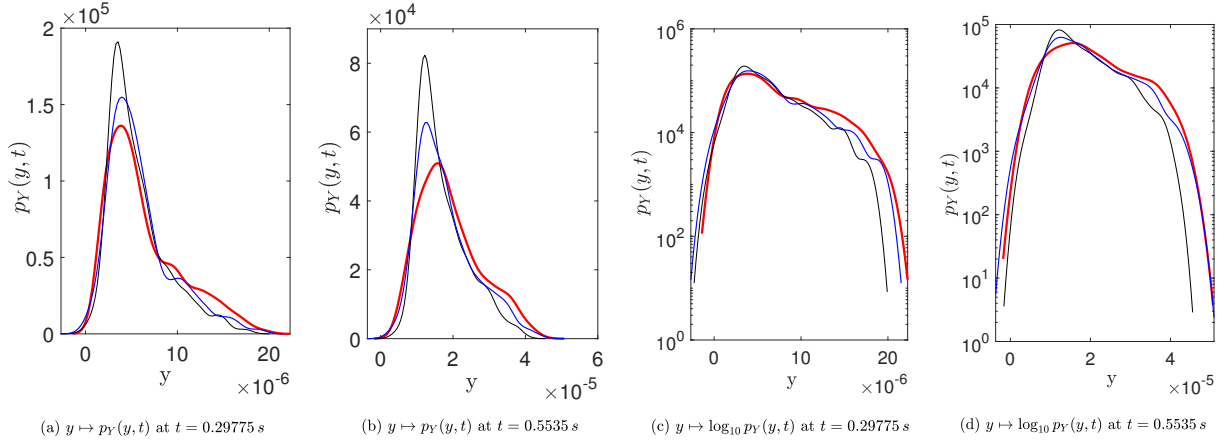 ×10^5
2
1.5
1
0.5
0
p_Y(y, t)
0 10 20
y
×10^-6
(a) y ↦ p_Y(y, t) at t = 0.29775 s
×10^4
8
6
4
2
0
p_Y(y, t)
0 2 4 6
y
×10^-5
(b) y ↦ p_Y(y, t) at t = 0.5535 s
10^6
10^4
10^2
10^0
p_Y(y, t)
0 10 20
y
×10^-6
(c) y ↦ log_10 p_Y(y, t) at t = 0.29775 s
10^5
10^4
10^3
10^2
10^1
10^0
p_Y(y, t)
0 2 4
y
×10^-5
(d) y ↦ log_10 p_Y(y, t) at t = 0.5535 s